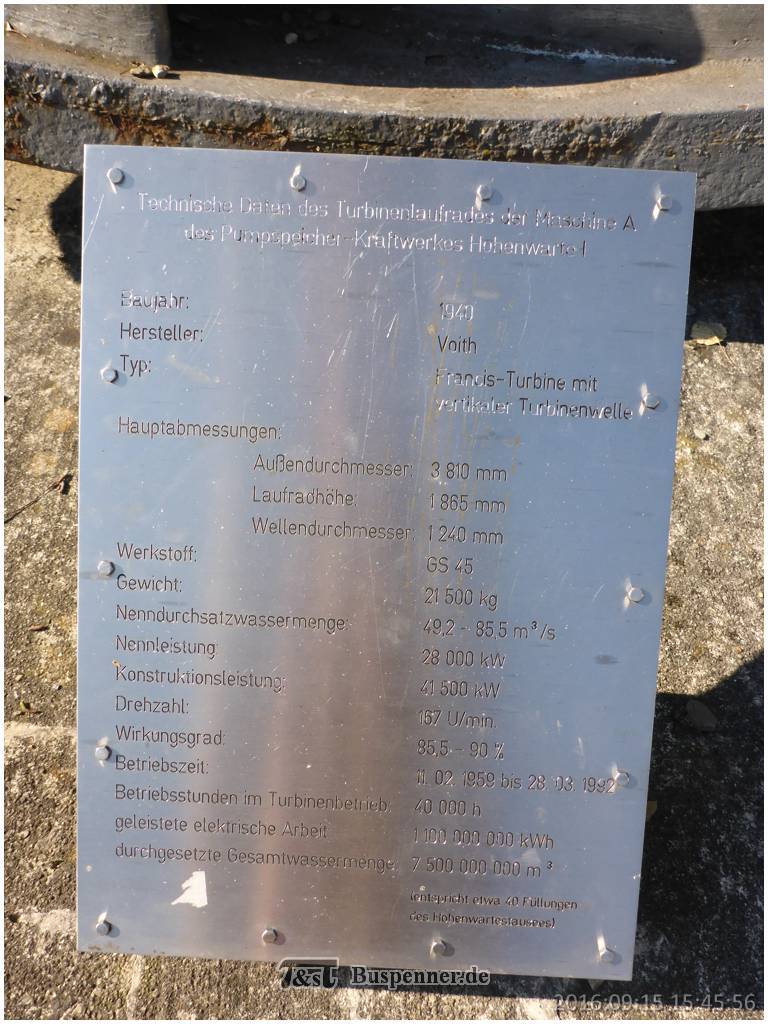 Technische Daten des Turbinenlaufrades der Maschine A
des Pumpspeicher-Kraftwerkes Hohenwarte I
Baujahr: 1940
Hersteller: Voith
Typ: Francis-Turbine mit
vertikaler Turbinenwelle
Hauptabmessungen:
Außendurchmesser: 3 810 mm
Laufradhöhe: 1 865 mm
Wellendurchmesser: 1 240 mm
Werkstoff: GS 45
Gewicht: 21 500 kg
Nenndurchsatzwassermenge: 49,2 - 85,5 m³/s
Nennleistung: 28 000 kW
Konstruktionsleistung: 41 500 kW
Drehzahl: 167 U/min.
Wirkungsgrad: 85,5 - 90 %
Betriebszeit: 11. 02. 1959 bis 28. 03. 1992
Betriebsstunden im Turbinenbetrieb: 40 000 h
geleistete elektrische Arbeit: 1 100 000 000 kWh
durchgesetzte Gesamtwassermenge: 7 500 000 000 m³
(entspricht etwa 40 Füllungen
des Hohenwartestausees)
T&T Buspenner.de
2016:09:15 15:45:56